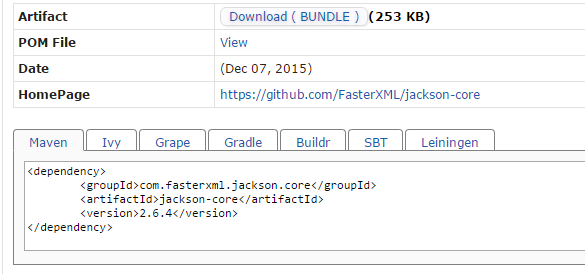 Artifact Download ( BUNDLE ) (253 KB)
POM File View
Date (Dec 07, 2015)
HomePage https://github.com/FasterXML/jackson-core
Maven Ivy Grape Gradle Buildr SBT Leiningen
<dependency>
	<groupId>com.fasterxml.jackson.core</groupId>
	<artifactId>jackson-core</artifactId>
	<version>2.6.4</version>
</dependency>